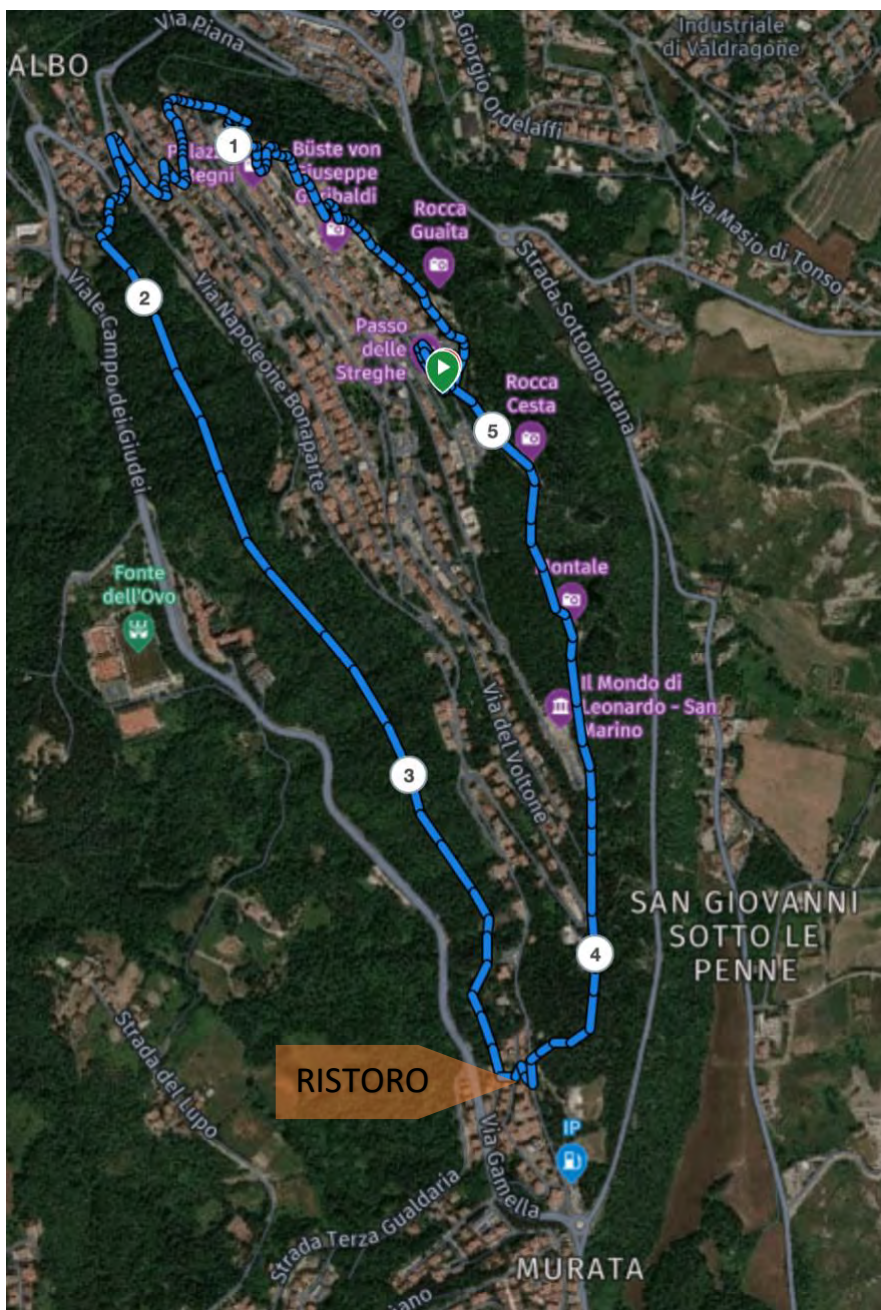 ALBO
Via Piana
Via Giorgio Ordelaffi
Industriale
di Valdragone
1
Büste von
Giuseppe
Garibaldi
Rocca
Guaita
Via Masio di Tonso
2
Viale Campo dei Giudei
Via Napoleone Bonaparte
Passo
delle
Streghe
Strada Sottomontana
Rocca
Cesta
5
Fonte
dell'Ovo
Montale
Il Mondo di
Leonardo - San
Marino
Via del Voltone
3
SAN GIOVANNI
SOTTO LE
PENNE
4
Strada del Lupo
RISTORO
IP
Via Gamella
Strada Terza Gualdaria
MURATA